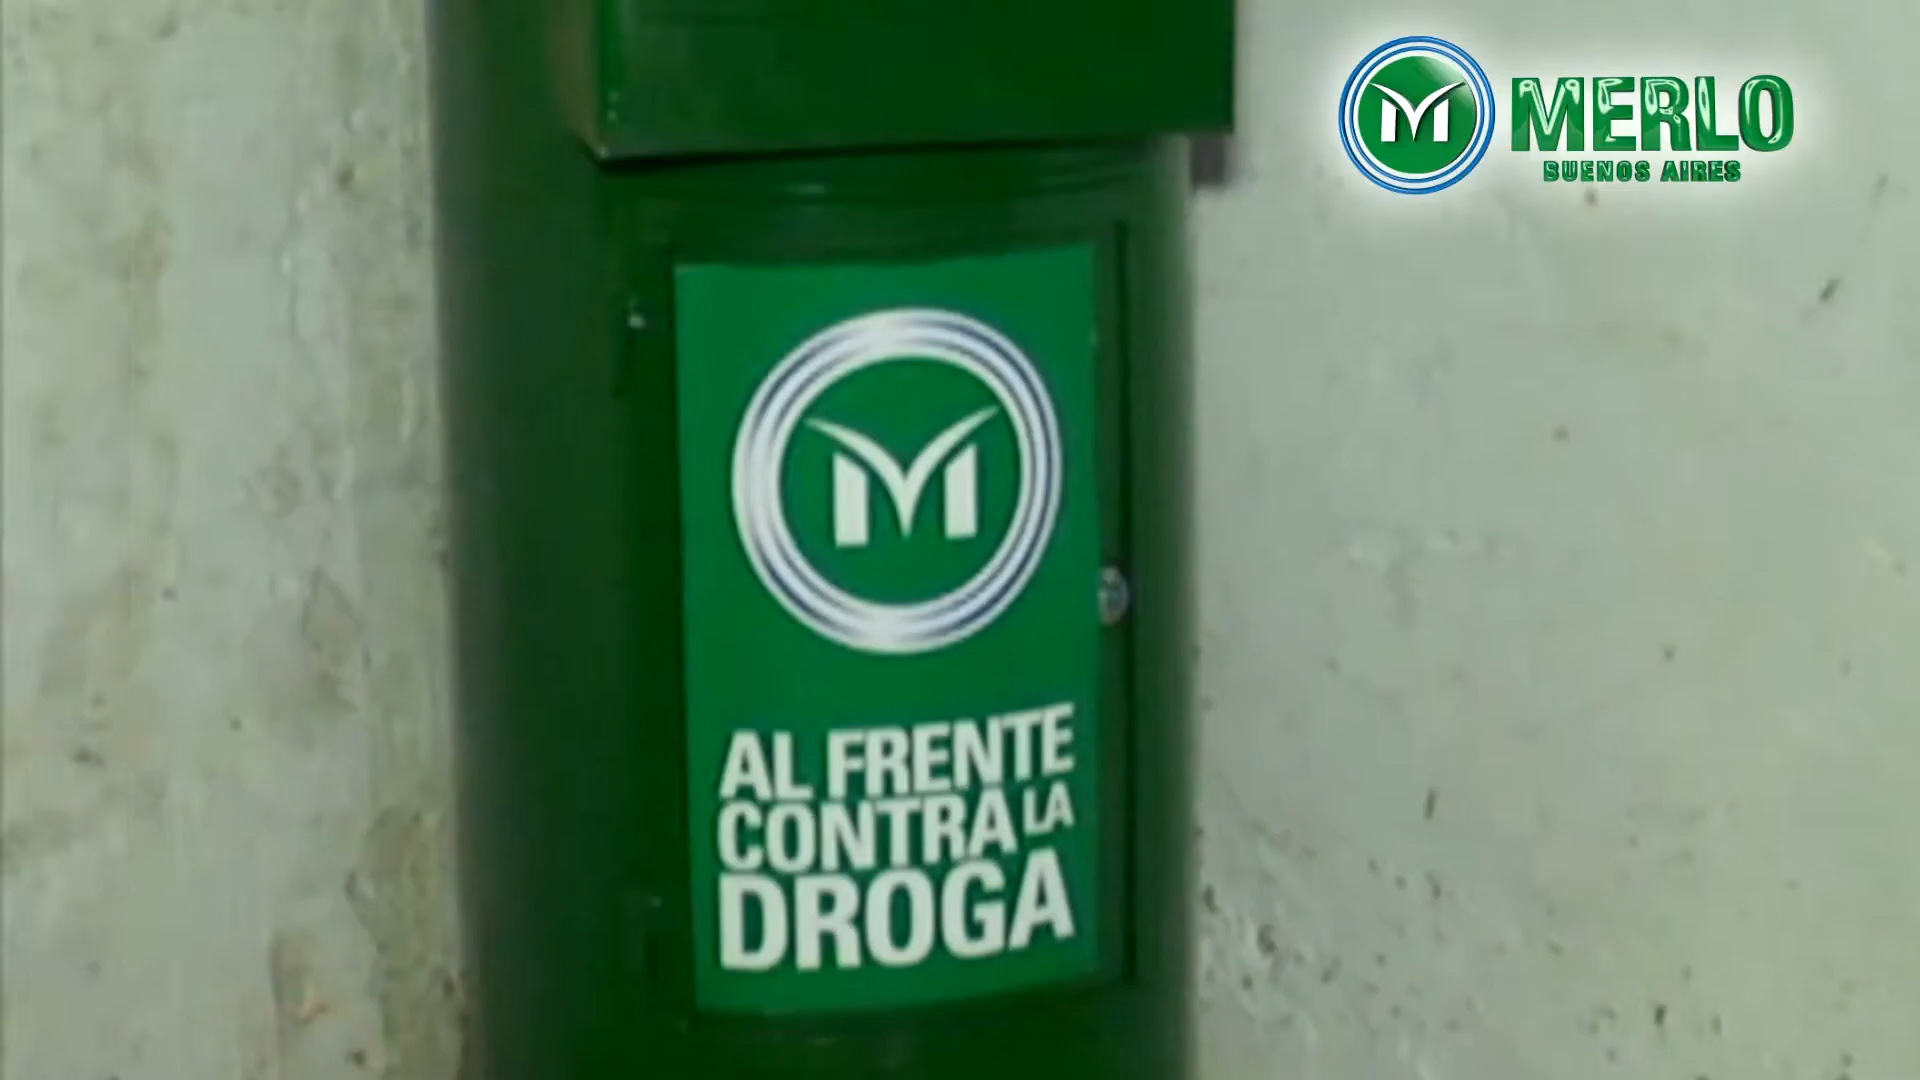 M MERLO
BUENOS AIRES
M
AL FRENTE
CONTRA LA
DROGA